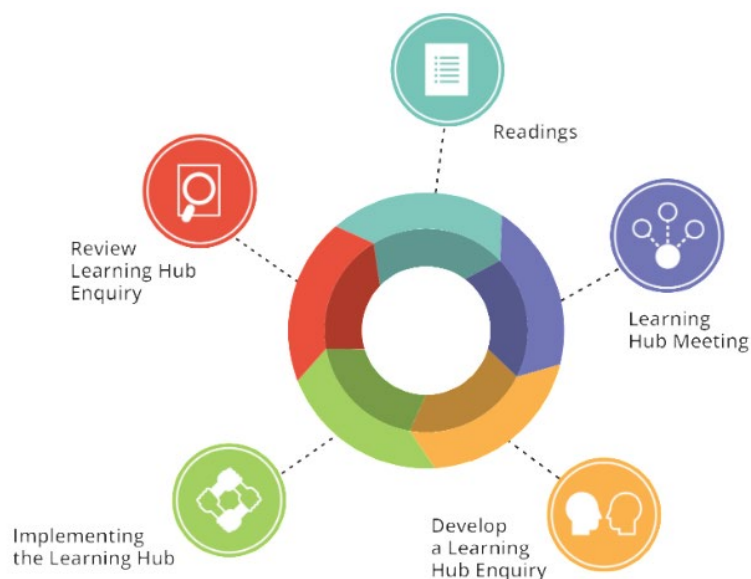 Readings
Learning
Hub Meeting
Develop
a Learning
Hub Enquiry
Implementing
the Learning Hub
Review
Learning Hub
Enquiry